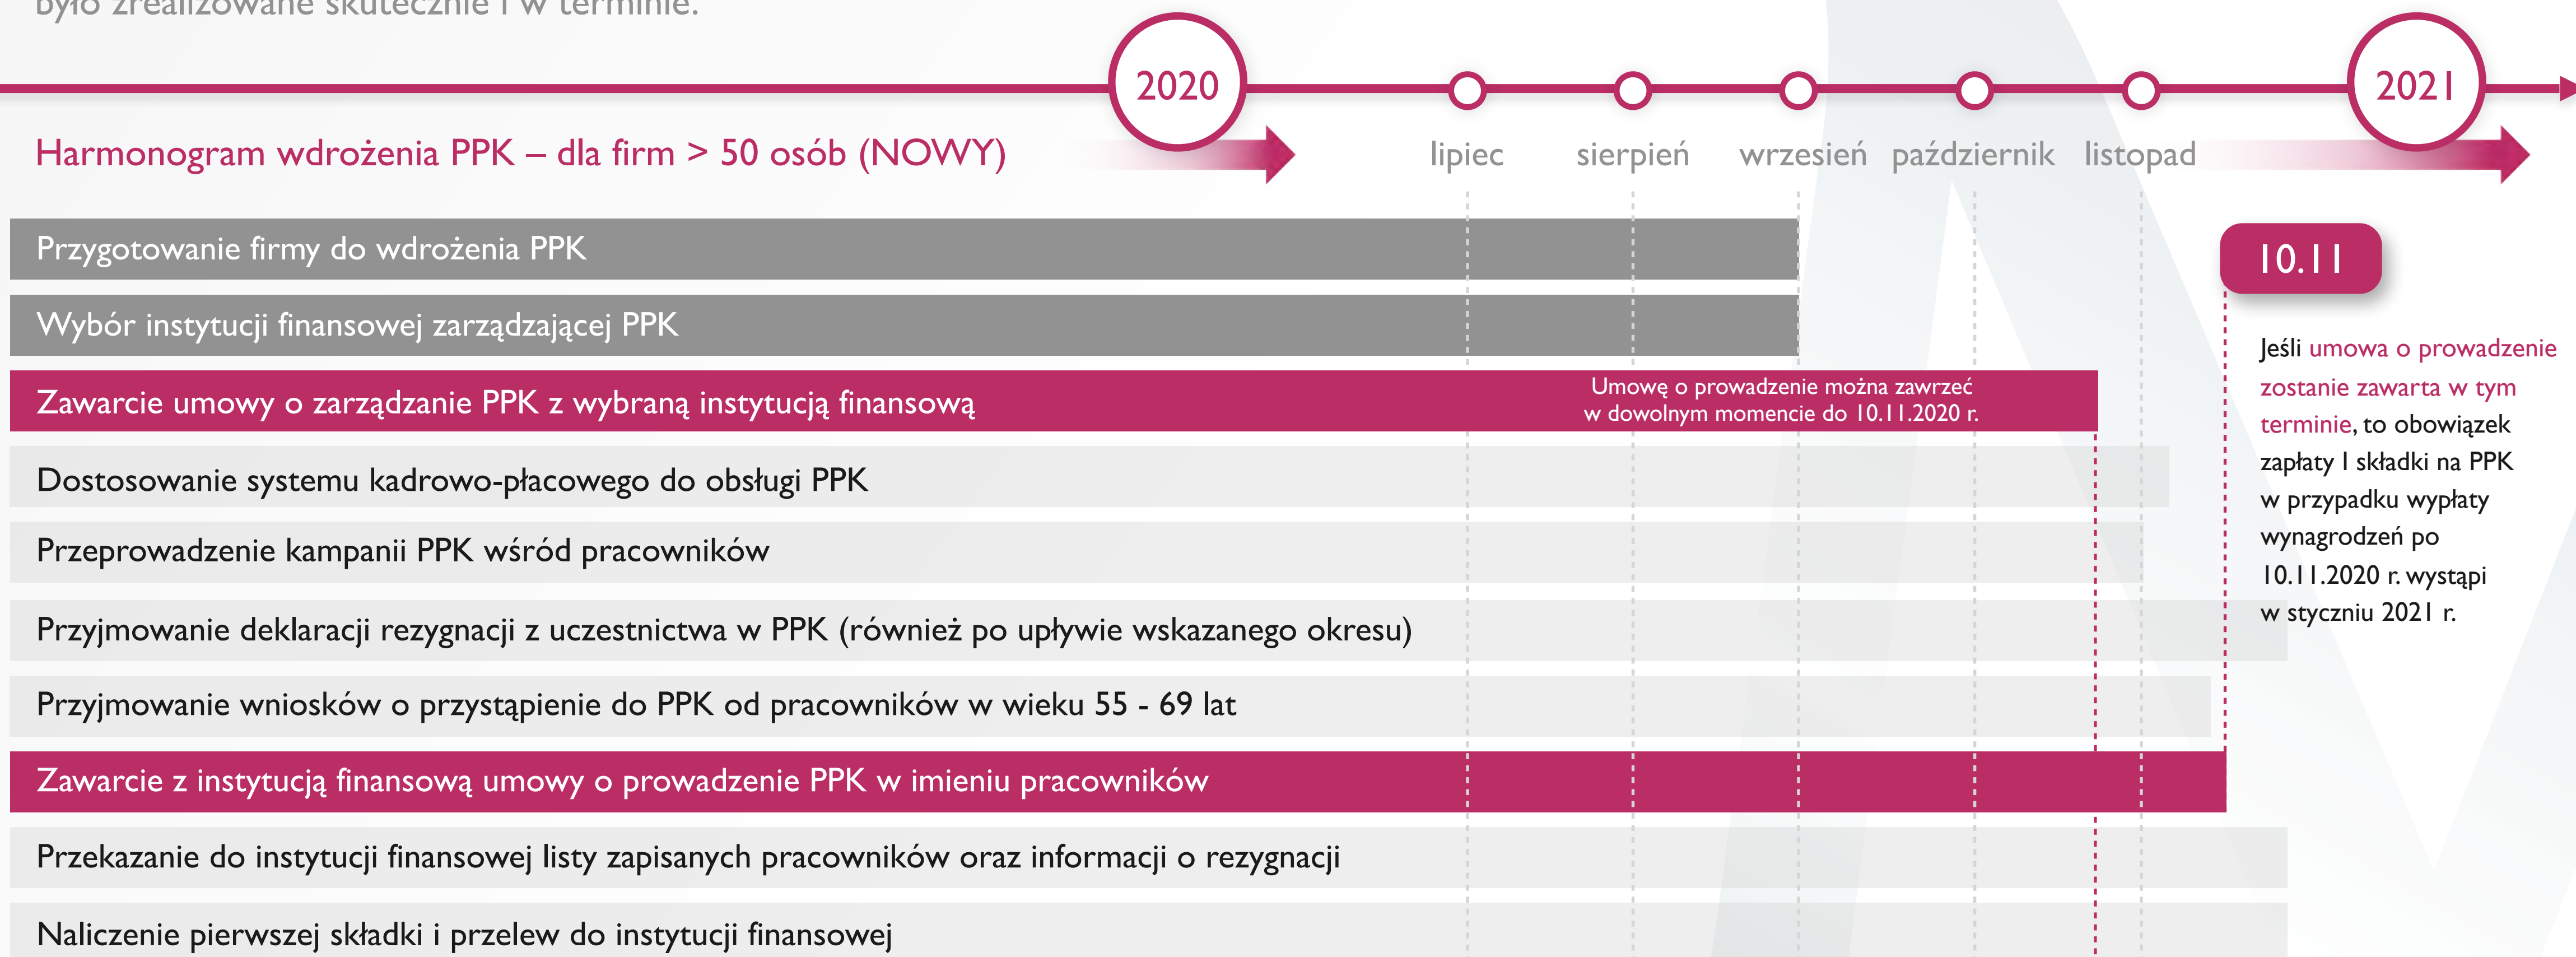 było zrealizowane skutecznie i w terminie.
2020
2021
Harmonogram wdrożenia PPK – dla firm > 50 osób (NOWY)
lipiec
sierpień
wrzesień
październik
listopad
Przygotowanie firmy do wdrożenia PPK
10.11
Wybór instytucji finansowej zarządzającej PPK
Zawarcie umowy o zarządzanie PPK z wybraną instytucją finansową
Umowę o prowadzenie można zawrzeć
w dowolnym momencie do 10.11.2020 r.
Jeśli umowa o prowadzenie
zostanie zawarta w tym
terminie, to obowiązek
zapłaty I składki na PPK
w przypadku wypłaty
wynagrodzeń po
10.11.2020 r. wystąpi
w styczniu 2021 r.
Dostosowanie systemu kadrowo-płacowego do obsługi PPK
Przeprowadzenie kampanii PPK wśród pracowników
Przyjmowanie deklaracji rezygnacji z uczestnictwa w PPK (również po upływie wskazanego okresu)
Przyjmowanie wniosków o przystąpienie do PPK od pracowników w wieku 55 - 69 lat
Zawarcie z instytucją finansową umowy o prowadzenie PPK w imieniu pracowników
Przekazanie do instytucji finansowej listy zapisanych pracowników oraz informacji o rezygnacji
Naliczenie pierwszej składki i przelew do instytucji finansowej